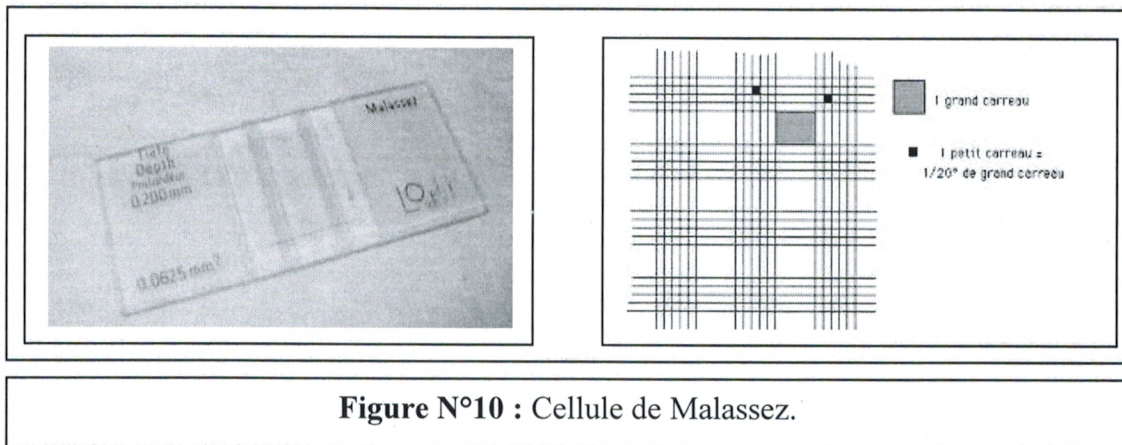 Tiefe
Depth
Profondeur
0.200 mm
0.0625 mm²
Malassez
1 grand carreau
1 petit carreau =
1/20° de grand carreau
Figure N°10 : Cellule de Malassez.